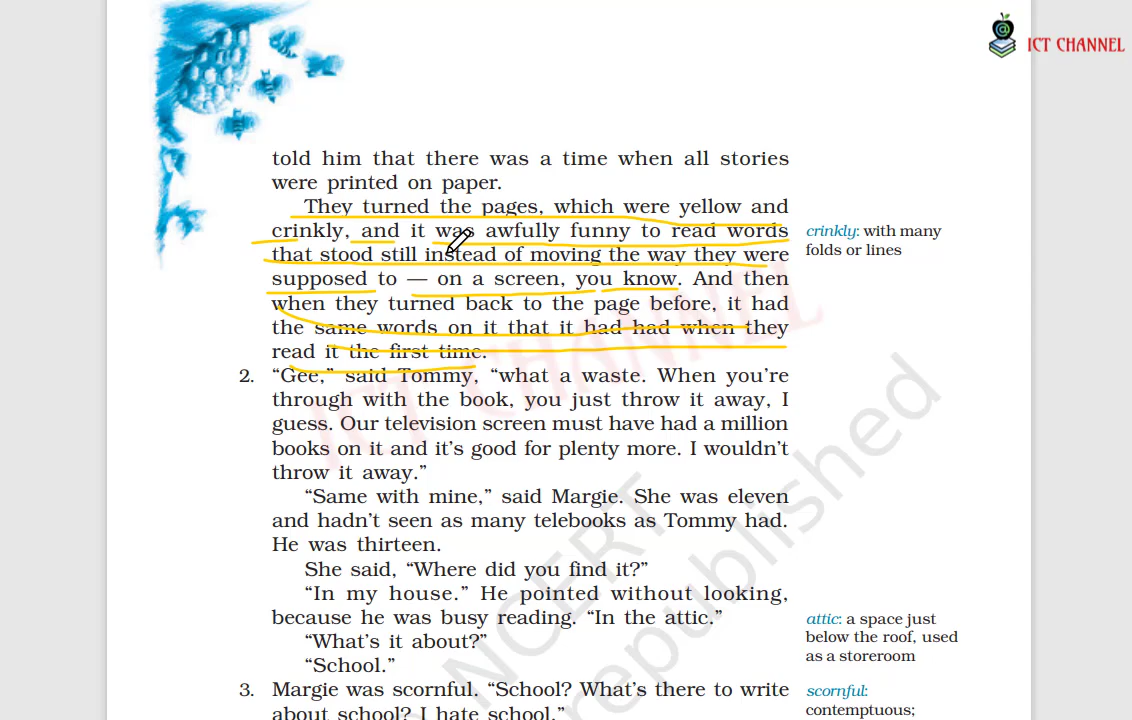 ICT CHANNEL
told him that there was a time when all stories
were printed on paper.
They turned the pages, which were yellow and
crinkly, and it was awfully funny to read words
that stood still instead of moving the way they were
supposed to — on a screen, you know. And then
when they turned back to the page before, it had
the same words on it that it had had when they
read it the first time.
crinkly: with many
folds or lines
2. “Gee,” said Tommy, “what a waste. When you’re
through with the book, you just throw it away, I
guess. Our television screen must have had a million
books on it and it’s good for plenty more. I wouldn’t
throw it away.”
“Same with mine,” said Margie. She was eleven
and hadn’t seen as many telebooks as Tommy had.
He was thirteen.
She said, “Where did you find it?”
“In my house.” He pointed without looking,
because he was busy reading. “In the attic.”
“What’s it about?”
“School.”
attic: a space just
below the roof, used
as a storeroom
3. Margie was scornful. “School? What’s there to write
about school? I hate school.”
scornful:
contemptuous;
ICT CHANNEL
NCERT
republished